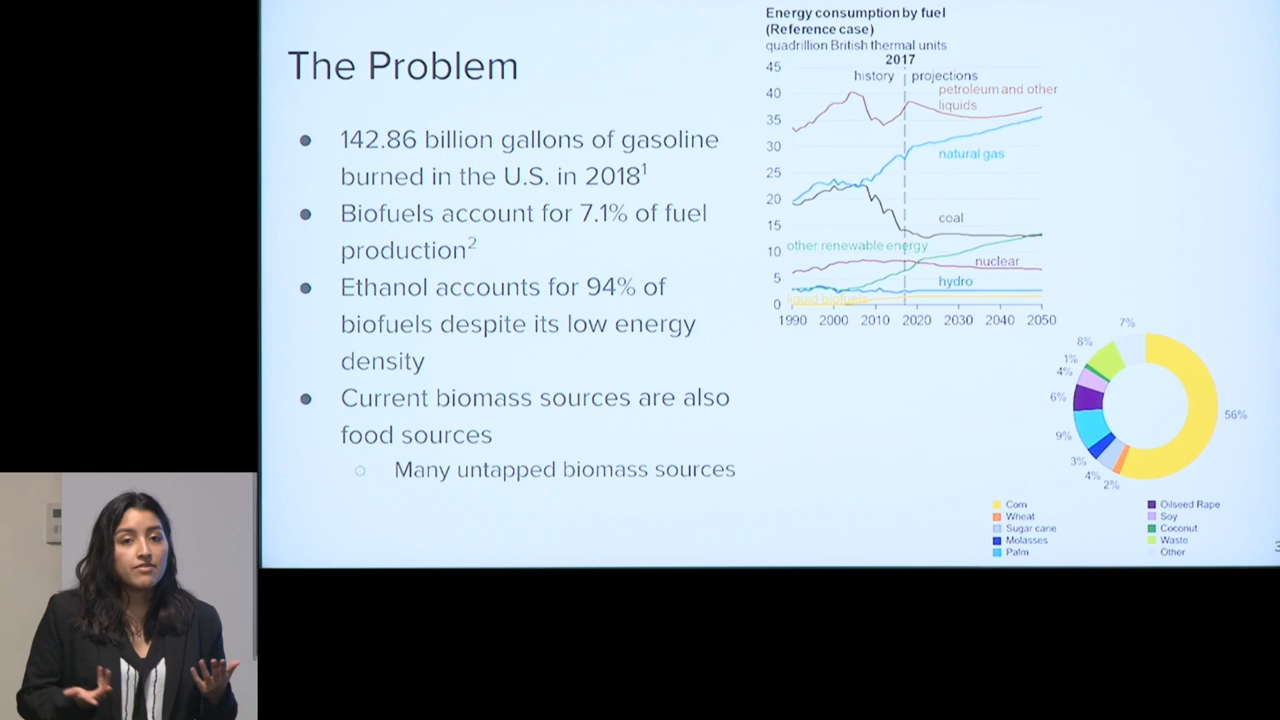 The Problem
● 142.86 billion gallons of gasoline
burned in the U.S. in 2018¹
● Biofuels account for 7.1% of fuel
production²
● Ethanol accounts for 94% of
biofuels despite its low energy
density
● Current biomass sources are also
food sources
○ Many untapped biomass sources
Energy consumption by fuel
(Reference case)
quadrillion British thermal units
2017
history projections
45
40
35
30
25
20
15
10
5
0
petroleum and other
liquids
natural gas
coal
other renewable energy
nuclear
hydro
liquid biofuels
1990 2000 2010 2020 2030 2040 2050
7%
8%
1%
4%
6%
9%
3%
4%
2%
56%
Corn
Wheat
Sugar cane
Molasses
Palm
Oilseed Rape
Soy
Coconut
Waste
Other